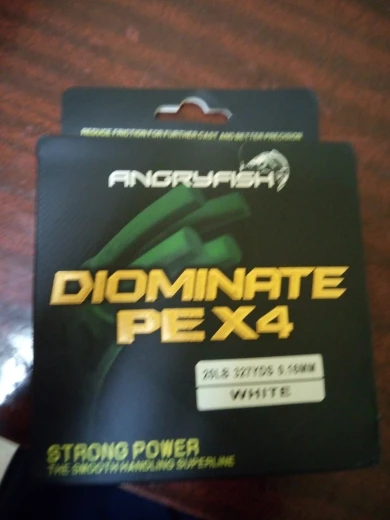 REDUCE FRICTION FOR FURTHER CAST AND BETTER PRECISION
ANGRYFISH
DIOMINATE
PE X4
20LB 327YDS 0.16MM
WHITE
STRONG POWER
THE SMOOTH HANDLING SUPERLINE